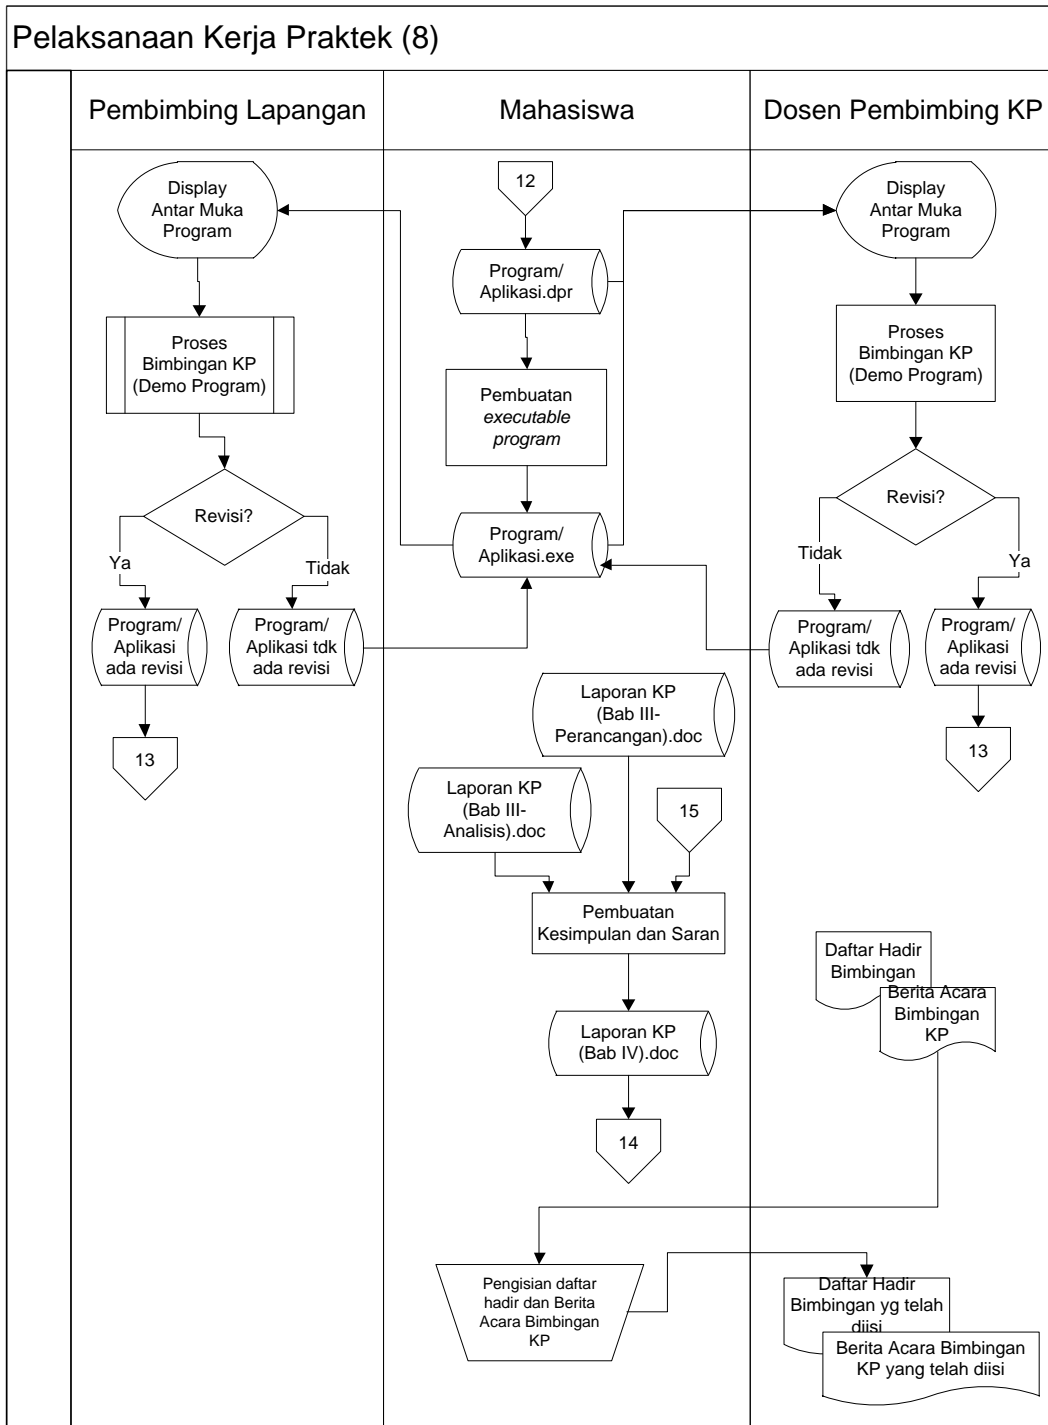 Pelaksanaan Kerja Praktek (8)
Pembimbing Lapangan
Mahasiswa
Dosen Pembimbing KP
Display
Antar Muka
Program
12
Display
Antar Muka
Program
Program/
Aplikasi.dpr
Proses
Bimbingan KP
(Demo Program)
Pembuatan
executable
program
Proses
Bimbingan KP
(Demo Program)
Revisi?
Revisi?
Program/
Aplikasi.exe
Ya
Tidak
Tidak
Ya
Program/
Aplikasi
ada revisi
Program/
Aplikasi tdk
ada revisi
Program/
Aplikasi tdk
ada revisi
Program/
Aplikasi
ada revisi
13
Laporan KP
(Bab III-
Perancangan).doc
13
Laporan KP
(Bab III-
Analisis).doc
15
Pembuatan
Kesimpulan dan Saran
Daftar Hadir
Bimbingan
Berita Acara
Bimbingan
KP
Laporan KP
(Bab IV).doc
14
Pengisian daftar
hadir dan Berita
Acara Bimbingan
KP
Daftar Hadir
Bimbingan yg telah
diisi
Berita Acara Bimbingan
KP yang telah diisi